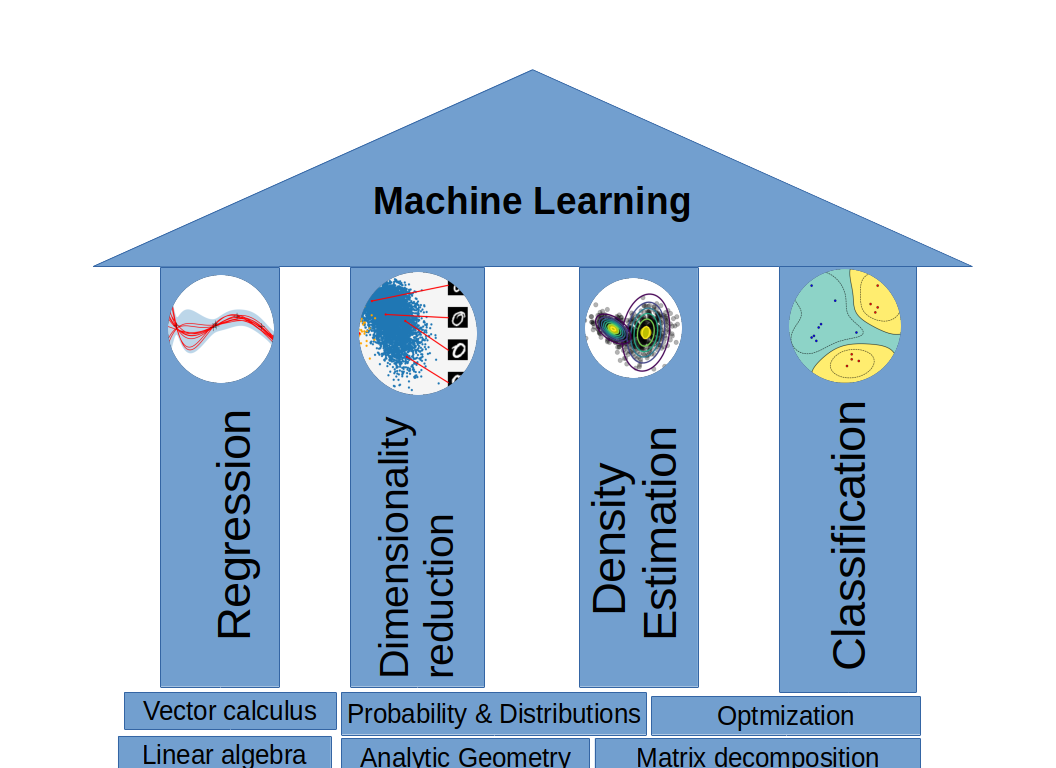 Machine Learning
Regression
Dimensionality
reduction
Density
Estimation
Classification
Vector calculus
Probability & Distributions
Optmization
Linear algebra
Analytic Geometry
Matrix decomposition